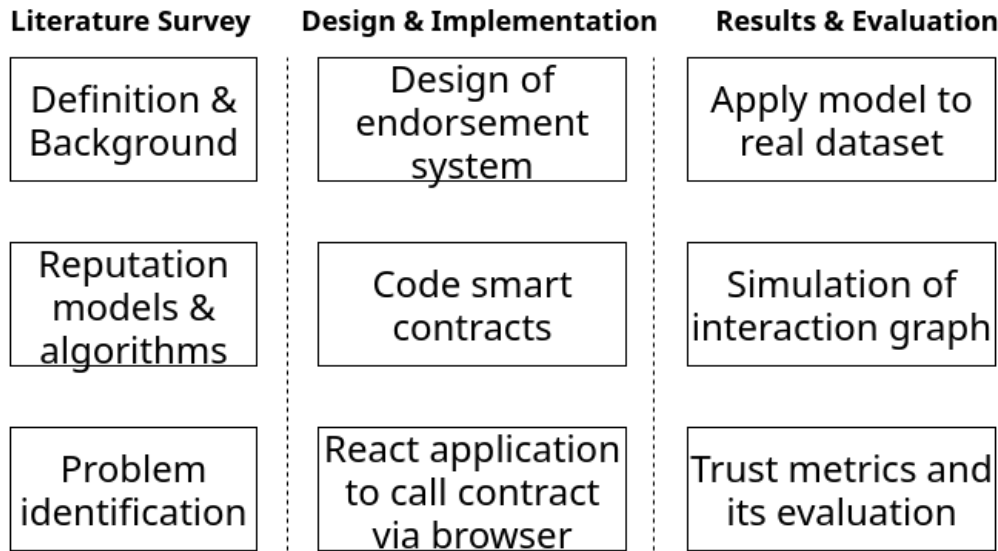 Literature Survey
Design & Implementation
Results & Evaluation
Definition &
Background
Design of
endorsement
system
Apply model to
real dataset
Reputation
models &
algorithms
Code smart
contracts
Simulation of
interaction graph
Problem
identification
React application
to call contract
via browser
Trust metrics and
its evaluation